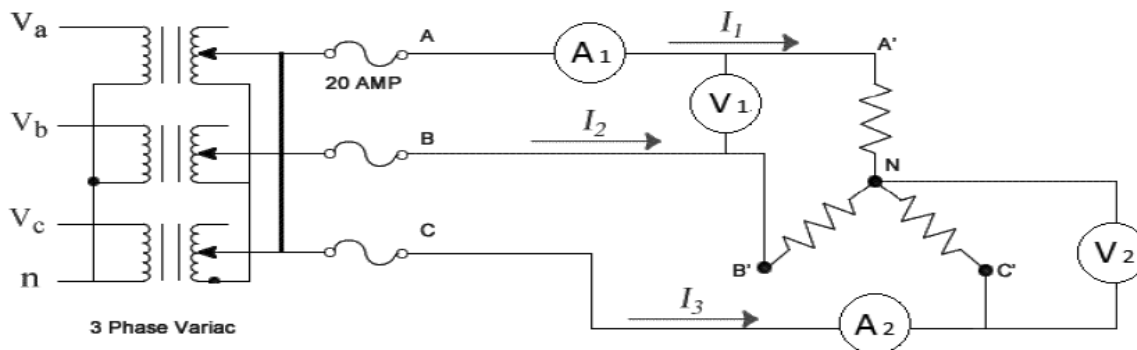 Va
A
A1
I1
A'
20 AMP
V1
Vb
B
I2
N
Vc
C
V2
B'
C'
n
I3
A2
3 Phase Variac